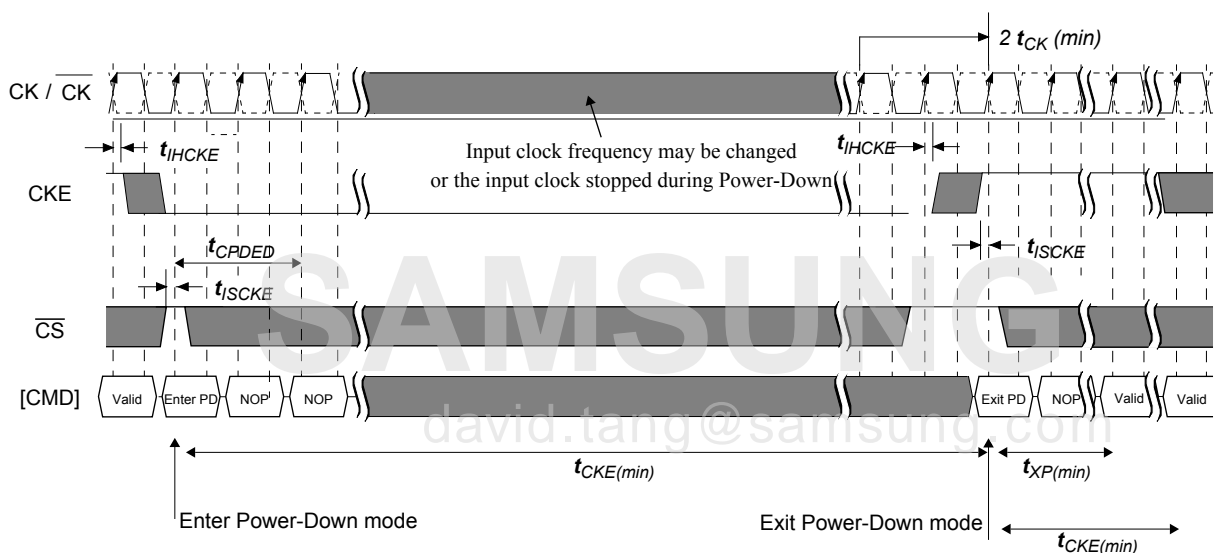 2 tCK (min)
CK / CK
tIHCKE
Input clock frequency may be changed
or the input clock stopped during Power-Down
tIHCKE
CKE
tCPDED
tISCKE
tISCKE
SAMSUNG
CS
[CMD]
Valid
Enter PD
NOP
NOP
Exit PD
NOP
Valid
Valid
david.tang@samsung.com
tCKE(min)
tXP(min)
Enter Power-Down mode
Exit Power-Down mode
tCKE(min)